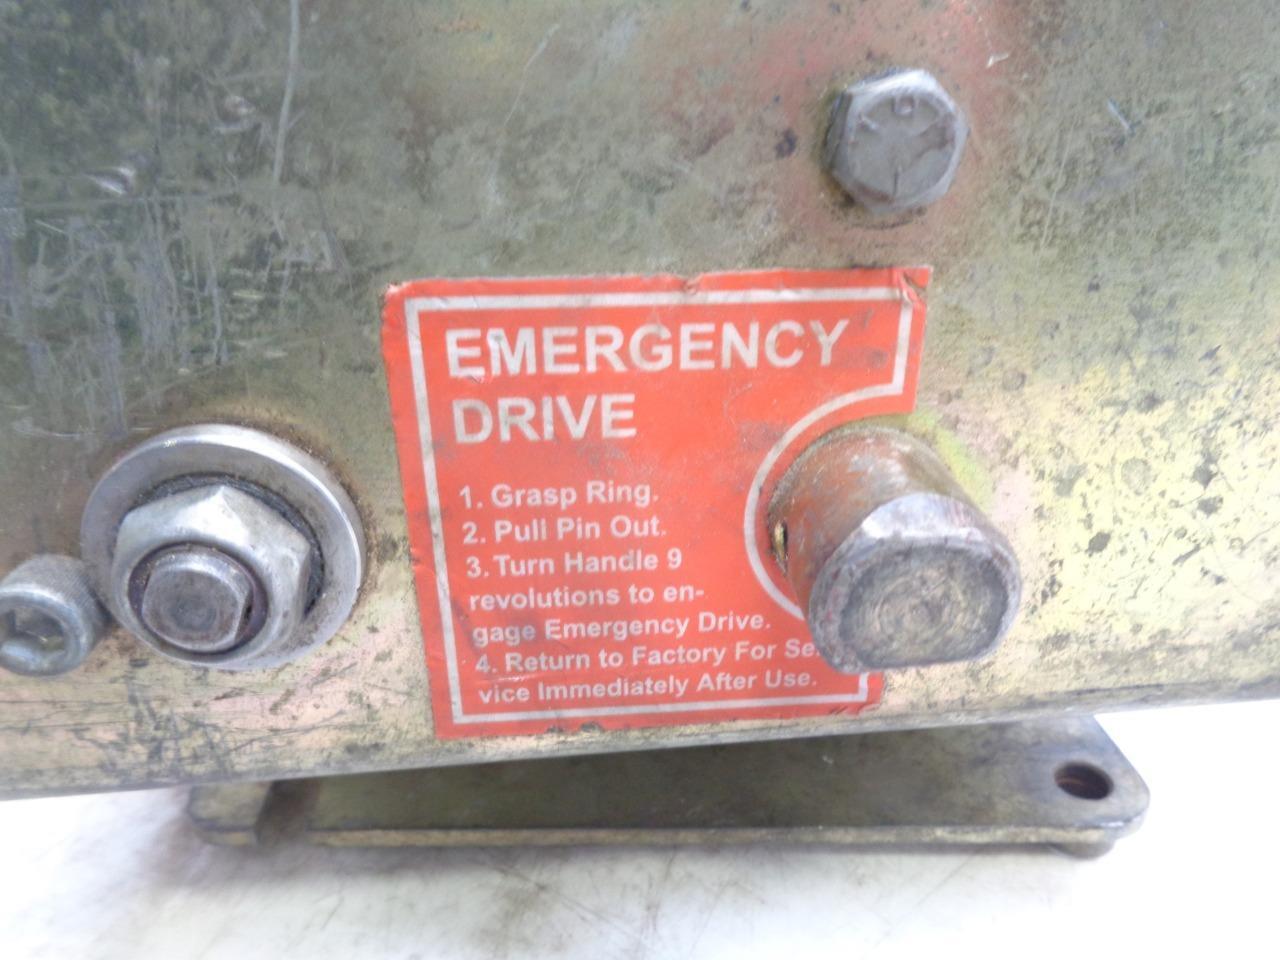 EMERGENCY
DRIVE
1. Grasp Ring.
2. Pull Pin Out.
3. Turn Handle 9
revolutions to en-
gage Emergency Drive.
4. Return to Factory For Se
vice Immediately After Use.